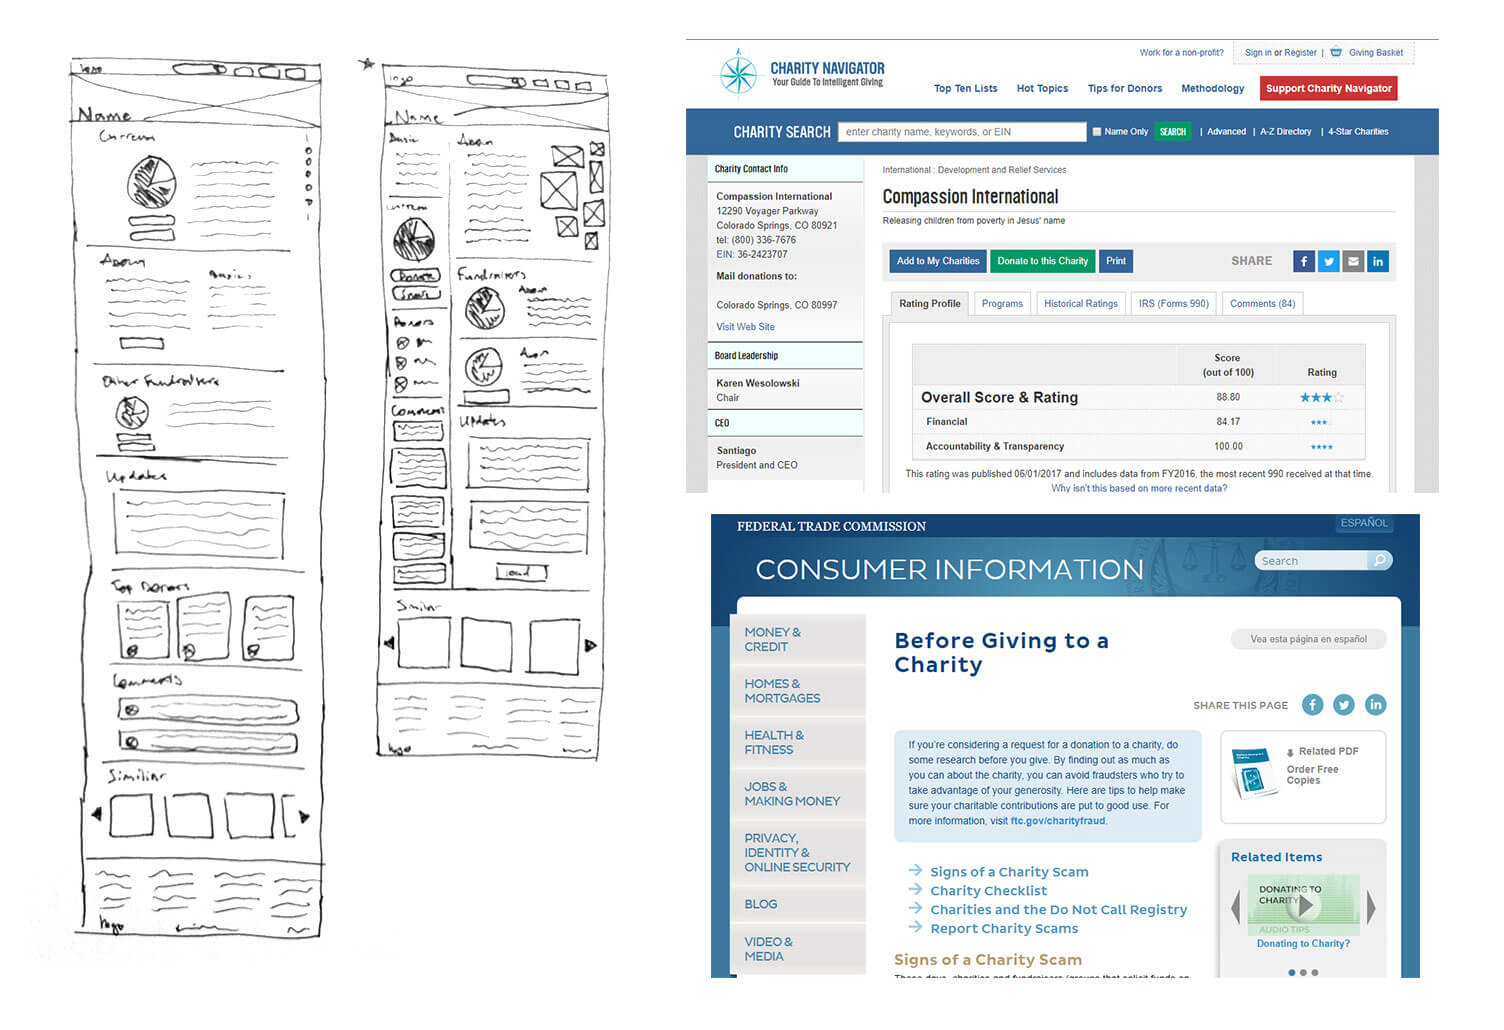 logo
Name
Current
About
Basics
Other Fundraisers
Updates
Top Donors
Comments
Similar
logo
logo
Name
Basic
About
Current
Donate
Share
Fundraisers
About
Donors
About
Comments
Updates
Load
Similar
logo
Work for a non-profit?
Sign in or Register |
Giving Basket
CHARITY NAVIGATOR
Your Guide To Intelligent Giving
Top Ten Lists
Hot Topics
Tips for Donors
Methodology
Support Charity Navigator
CHARITY SEARCH
enter charity name, keywords, or EIN
Name Only
SEARCH
| Advanced | A-Z Directory | 4-Star Charities
Charity Contact Info
Compassion International
12290 Voyager Parkway
Colorado Springs, CO 80921
tel: (800) 336-7676
EIN: 36-2423707
Mail donations to:
Colorado Springs, CO 80997
Visit Web Site
Board Leadership
Karen Wesolowski
Chair
CEO
Santiago
President and CEO
International : Development and Relief Services
Compassion International
Releasing children from poverty in Jesus' name
Add to My Charities
Donate to this Charity
Print
SHARE
Rating Profile
Programs
Historical Ratings
IRS (Forms 990)
Comments (84)
Score
(out of 100)
Rating
Overall Score & Rating
88.80
Financial
84.17
Accountability & Transparency
100.00
This rating was published 06/01/2017 and includes data from FY2016, the most recent 990 received at that time.
Why isn't this based on more recent data?
FEDERAL TRADE COMMISSION
ESPAÑOL
CONSUMER INFORMATION
Search
MONEY &
CREDIT
HOMES &
MORTGAGES
HEALTH &
FITNESS
JOBS &
MAKING MONEY
PRIVACY,
IDENTITY &
ONLINE SECURITY
BLOG
VIDEO &
MEDIA
Before Giving to a
Charity
Vea esta página en español
SHARE THIS PAGE
If you're considering a request for a donation to a charity, do
some research before you give. By finding out as much as
you can about the charity, you can avoid fraudsters who try to
take advantage of your generosity. Here are tips to help make
sure your charitable contributions are put to good use. For
more information, visit ftc.gov/charityfraud.
Related PDF
Order Free
Copies
Signs of a Charity Scam
Charity Checklist
Charities and the Do Not Call Registry
Report Charity Scams
Signs of a Charity Scam
Related Items
DONATING TO
CHARITY
AUDIO TIPS
Donating to Charity?